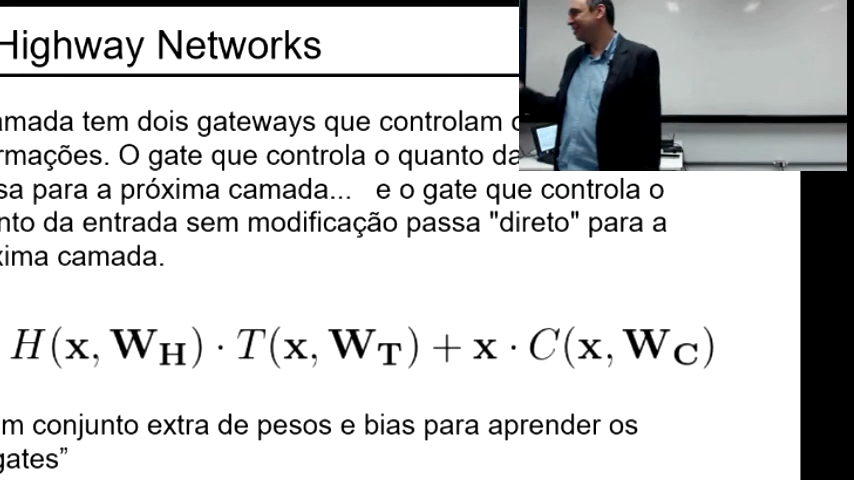 Highway Networks
amada tem dois gateways que controlam
rmações. O gate que controla o quanto da
sa para a próxima camada... e o gate que controla o
nto da entrada sem modificação passa "direto" para a
xima camada.
H(x, W_H) · T(x, W_T) + x · C(x, W_C)
m conjunto extra de pesos e bias para aprender os
gates”